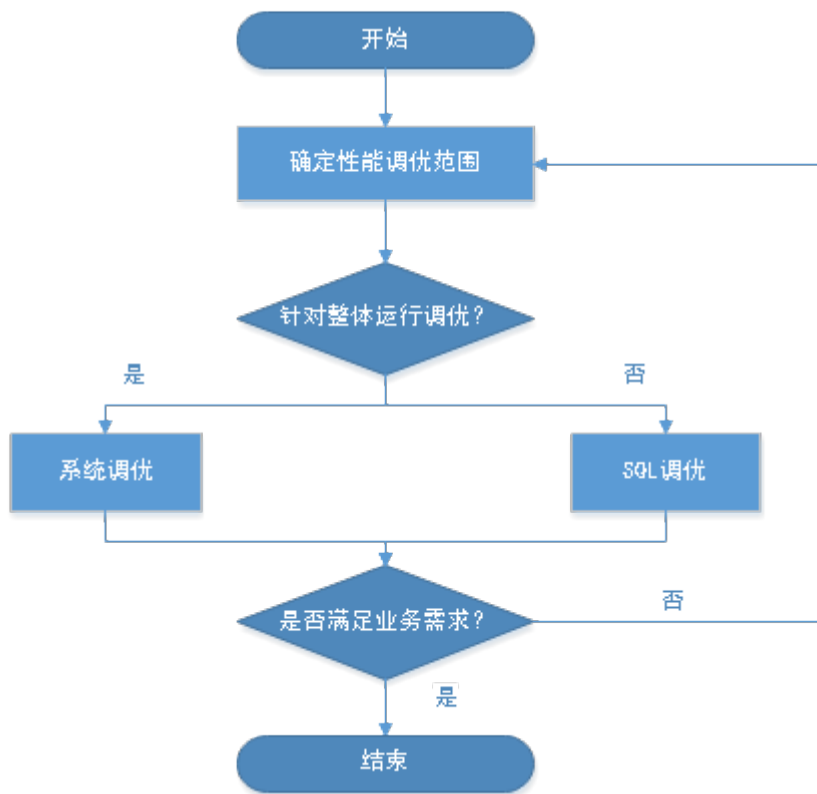 开始
确定性能调优范围
针对整体运行调优?
是
否
系统调优
SQL调优
是否满足业务需求?
否
是
结束